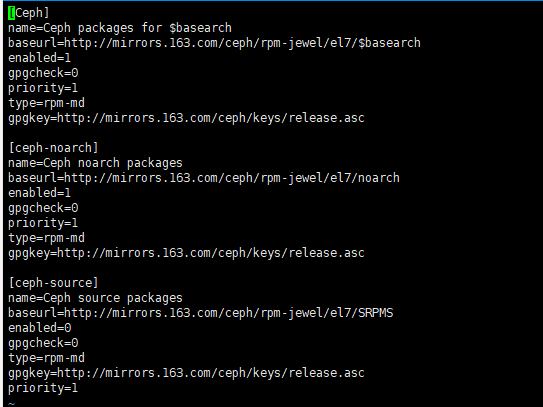 [Ceph]
name=Ceph packages for $basearch
baseurl=http://mirrors.163.com/ceph/rpm-jewel/el7/$basearch
enabled=1
gpgcheck=0
priority=1
type=rpm-md
gpgkey=http://mirrors.163.com/ceph/keys/release.asc

[ceph-noarch]
name=Ceph noarch packages
baseurl=http://mirrors.163.com/ceph/rpm-jewel/el7/noarch
enabled=1
gpgcheck=0
priority=1
type=rpm-md
gpgkey=http://mirrors.163.com/ceph/keys/release.asc

[ceph-source]
name=Ceph source packages
baseurl=http://mirrors.163.com/ceph/rpm-jewel/el7/SRPMS
enabled=0
gpgcheck=0
type=rpm-md
gpgkey=http://mirrors.163.com/ceph/keys/release.asc
priority=1
~